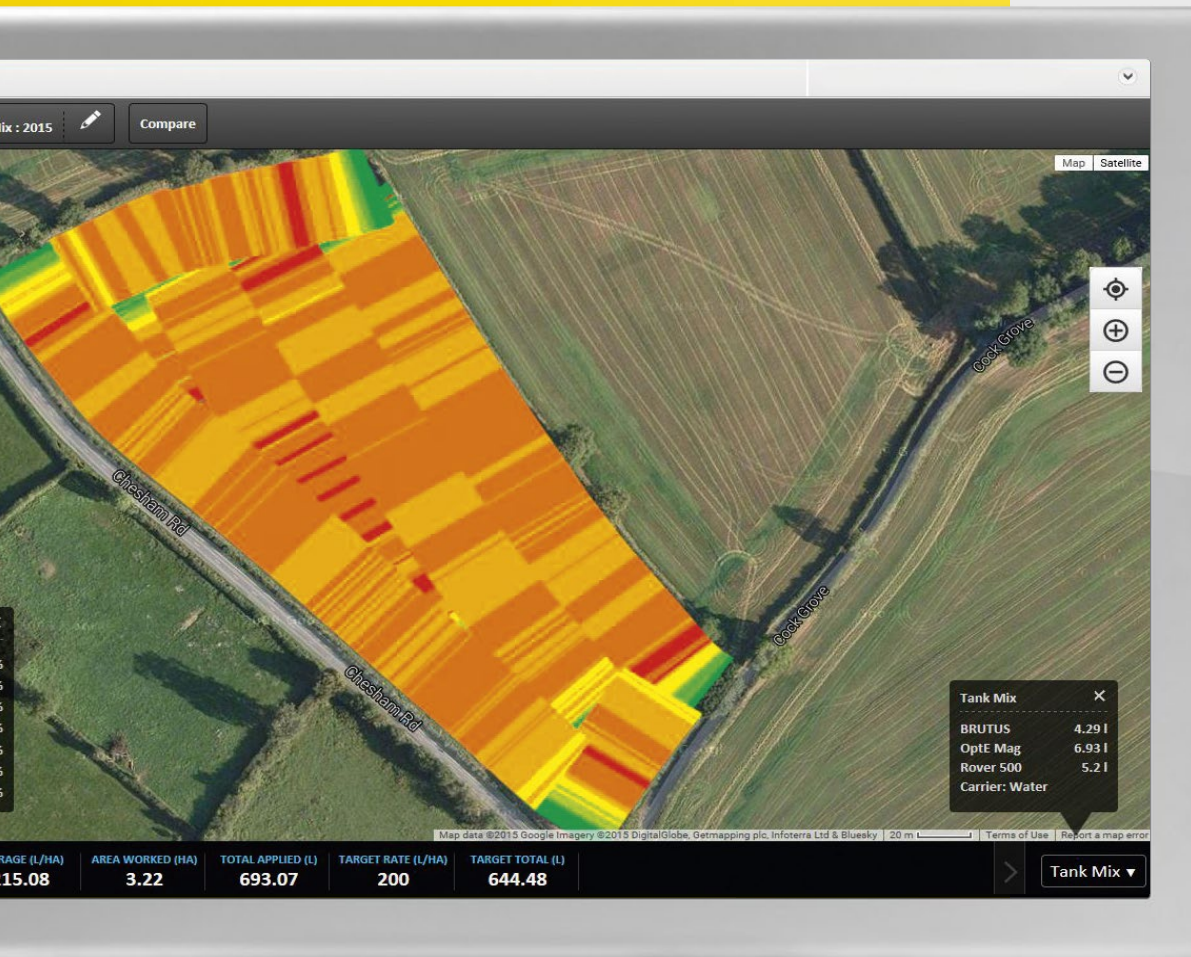 ix : 2015
Compare
Map Satellite
Cock Grove
Chesham Rd
Cock Grove
Chesham Rd
%
%
%
%
%
%
%
Tank Mix
BRUTUS 4.29 l
OptE Mag 6.93 l
Rover 500 5.2 l
Carrier: Water
Map data ©2015 Google Imagery ©2015 DigitalGlobe, Getmapping plc, Infoterra Ltd & Bluesky 20 m Terms of Use Report a map error
RAGE (L/HA) AREA WORKED (HA) TOTAL APPLIED (L) TARGET RATE (L/HA) TARGET TOTAL (L)
15.08 3.22 693.07 200 644.48
Tank Mix ▼